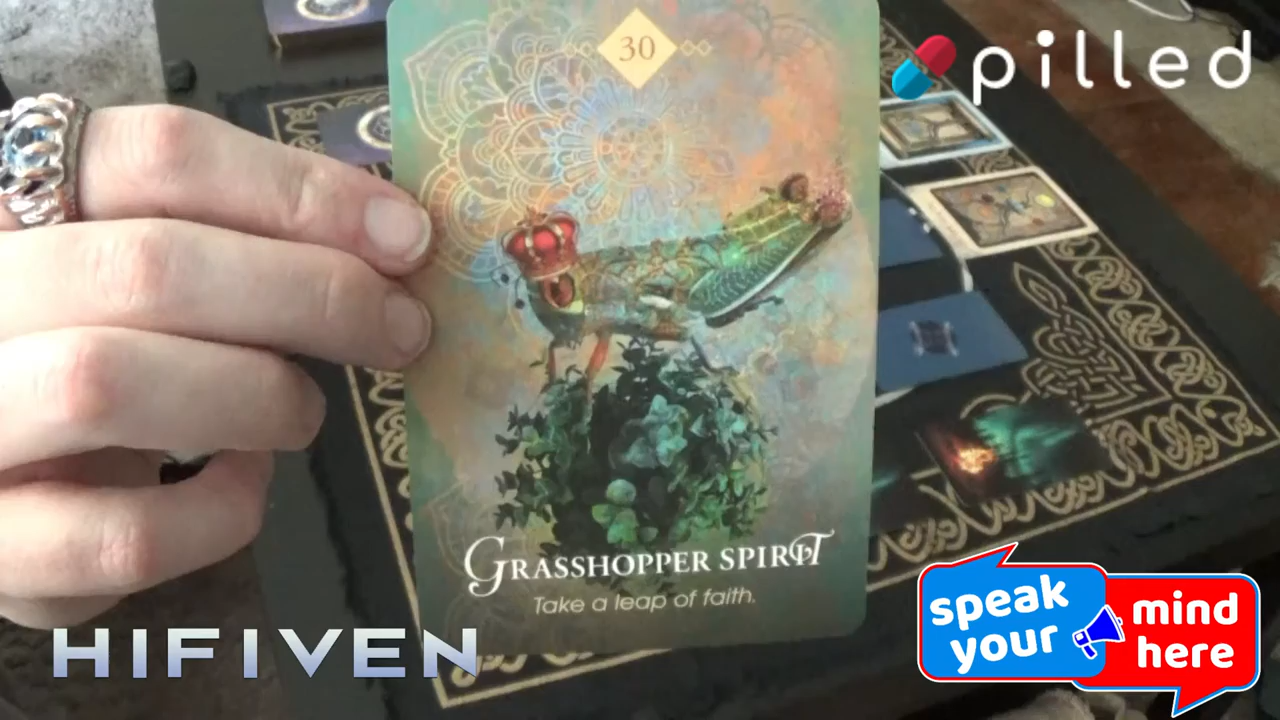 30
pilled
GRASSHOPPER SPIRIT
Take a leap of faith.
HIFIVEN
speak
your
mind
here